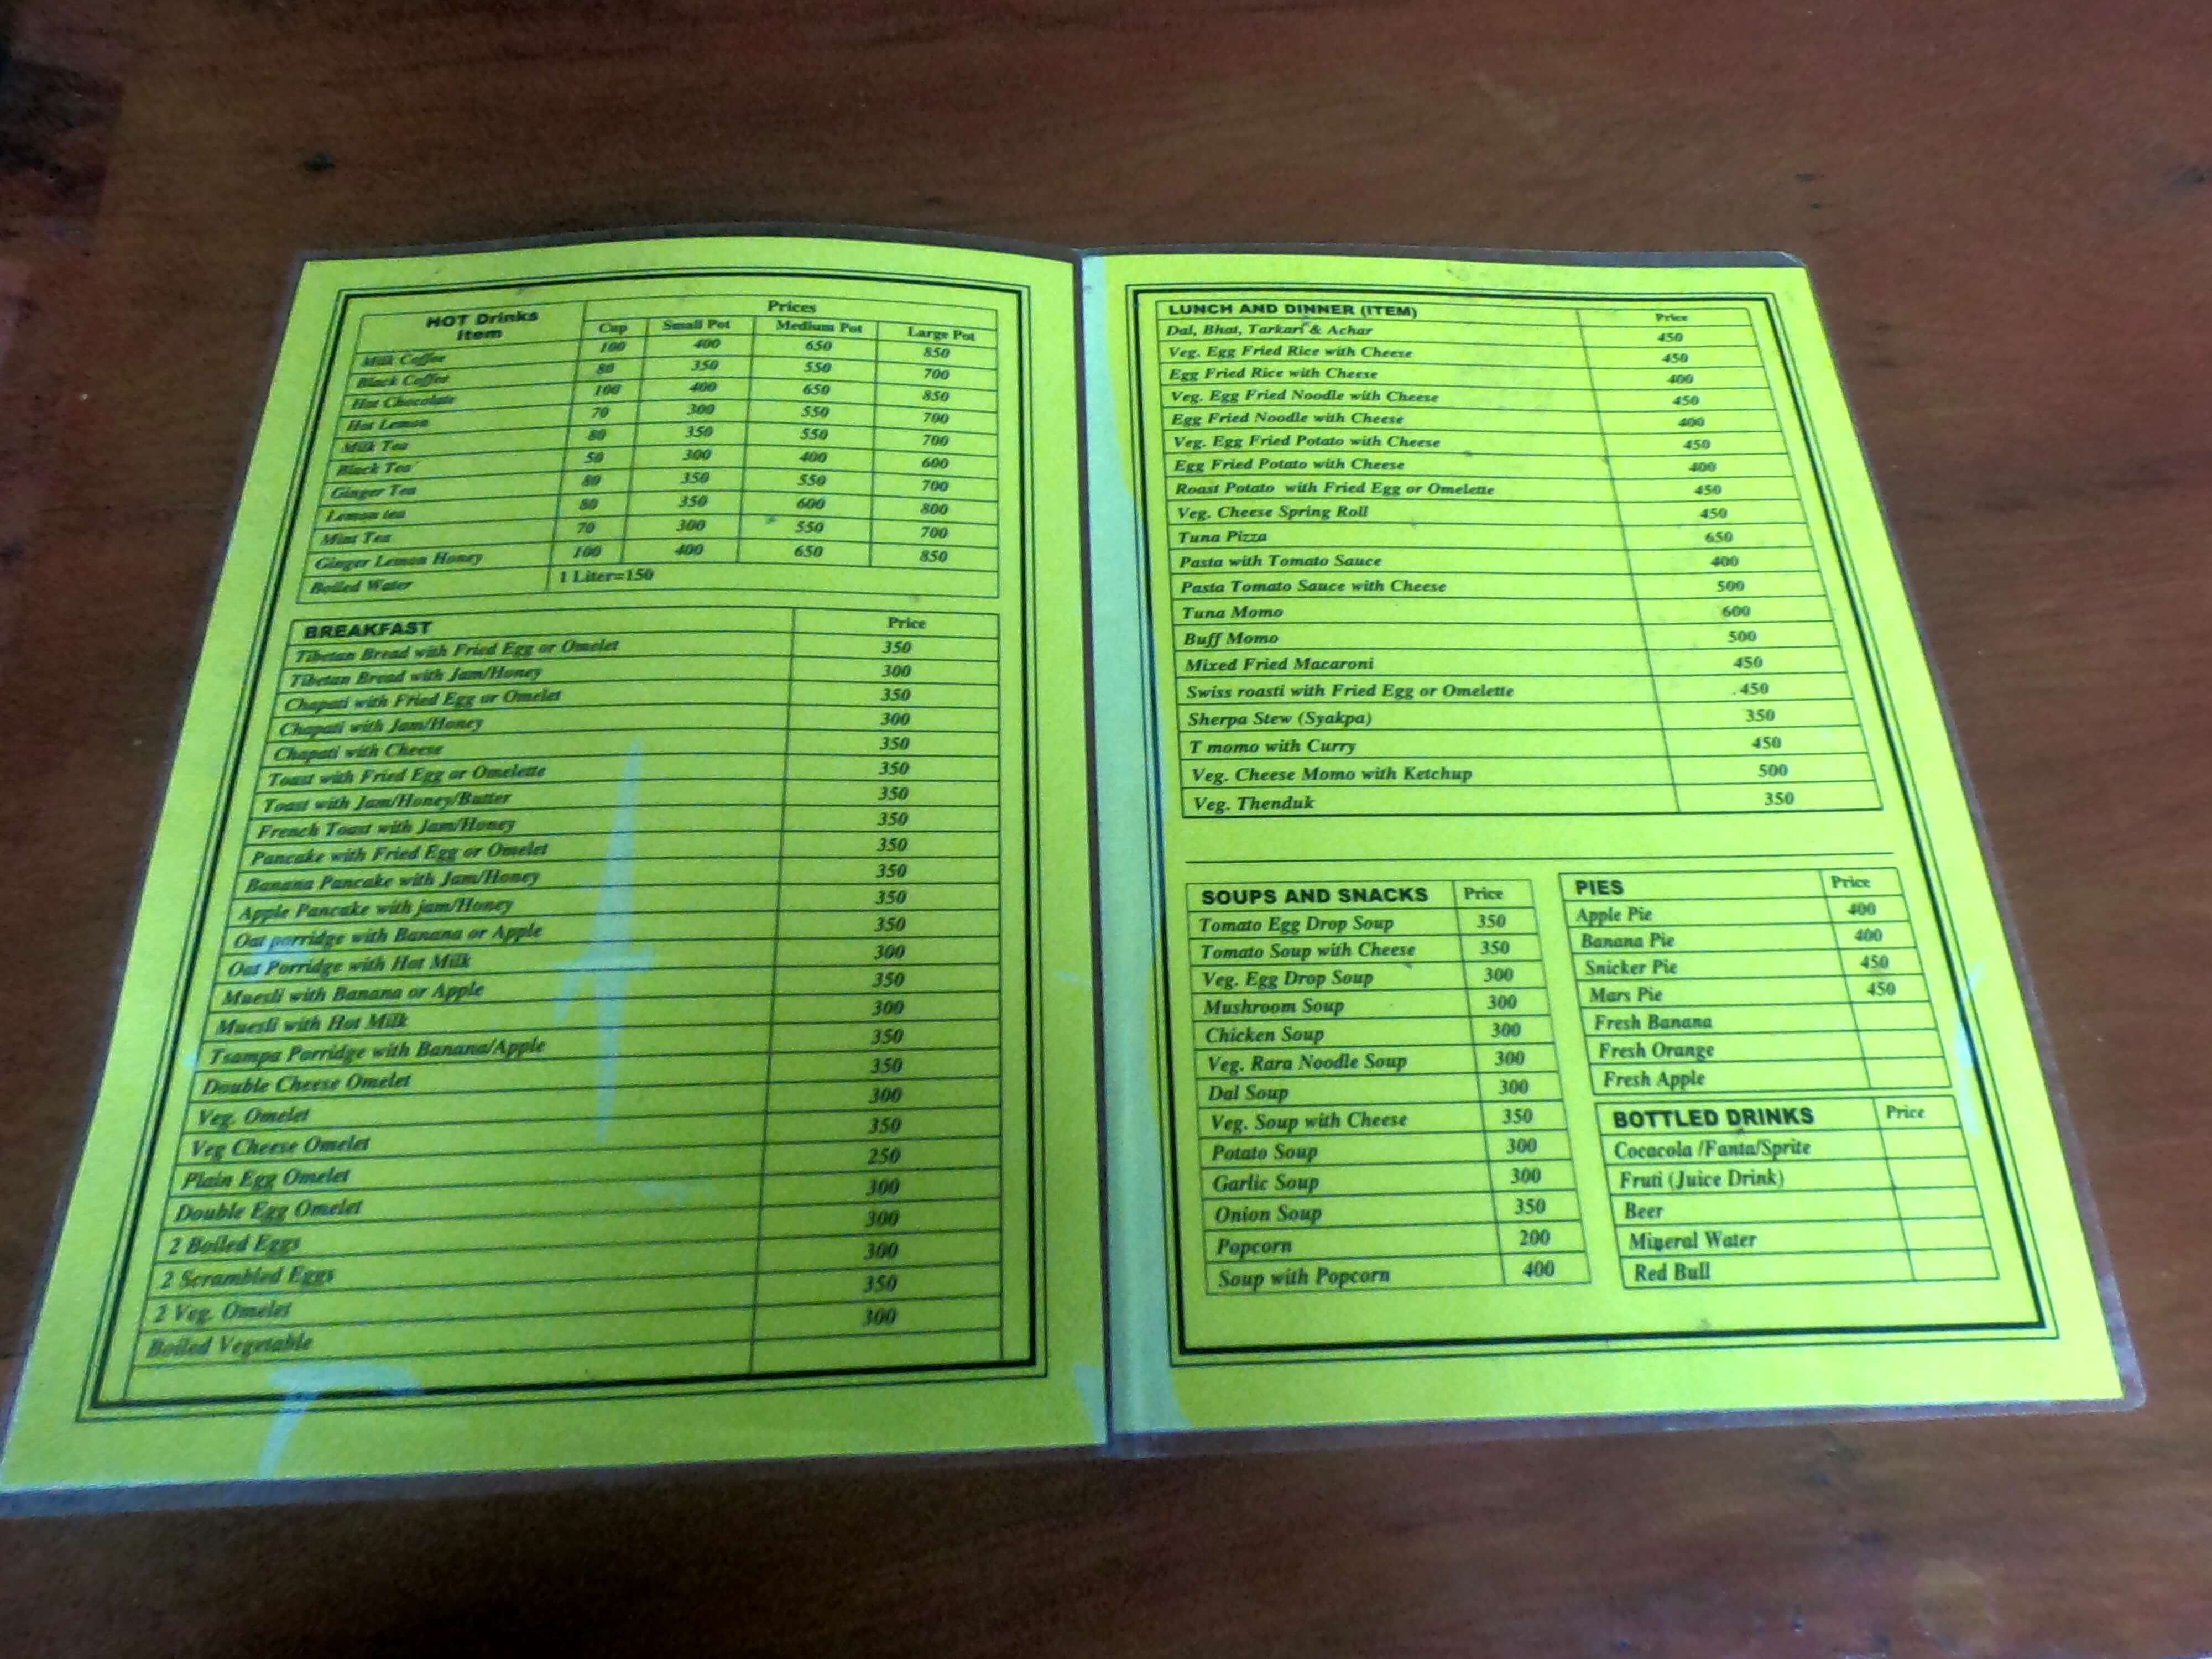 HOT Drinks Item Prices
Cup Small Pot Medium Pot Large Pot
Milk Coffee 100 400 650 850
Black Coffee 80 350 550 700
Hot Chocolate 100 400 650 850
Hot Lemon 70 300 550 700
Milk Tea 80 350 550 700
Black Tea 50 300 400 600
Ginger Tea 80 350 550 700
Lemon tea 80 350 600 800
Mint Tea 70 300 550 700
Ginger Lemon Honey 100 400 650 850
Boiled Water 1 Liter=150
BREAKFAST Price
Tibetan Bread with Fried Egg or Omelet 350
Tibetan Bread with Jam/Honey 300
Chapati with Fried Egg or Omelet 350
Chapati with Jam/Honey 300
Chapati with Cheese 350
Toast with Fried Egg or Omelette 350
Toast with Jam/Honey/Butter 350
French Toast with Jam/Honey 350
Pancake with Fried Egg or Omelet 350
Banana Pancake with Jam/Honey 350
Apple Pancake with jam/Honey 350
Oat porridge with Banana or Apple 350
Oat Porridge with Hot Milk 300
Muesli with Banana or Apple 350
Muesli with Hot Milk 300
Tsampa Porridge with Banana/Apple 350
Double Cheese Omelet 350
Veg. Omelet 300
Veg Cheese Omelet 350
Plain Egg Omelet 250
Double Egg Omelet 300
2 Boiled Eggs 300
2 Scrambled Eggs 300
2 Veg. Omelet 350
Boiled Vegetable 300
LUNCH AND DINNER (ITEM) Price
Dal, Bhat, Tarkari & Achar 450
Veg. Egg Fried Rice with Cheese 450
Egg Fried Rice with Cheese 400
Veg. Egg Fried Noodle with Cheese 450
Egg Fried Noodle with Cheese 400
Veg. Egg Fried Potato with Cheese 450
Egg Fried Potato with Cheese 400
Roast Potato with Fried Egg or Omelette 450
Veg. Cheese Spring Roll 450
Tuna Pizza 650
Pasta with Tomato Sauce 400
Pasta Tomato Sauce with Cheese 500
Tuna Momo 600
Buff Momo 500
Mixed Fried Macaroni 450
Swiss roasti with Fried Egg or Omelette 450
Sherpa Stew (Syakpa) 350
T momo with Curry 450
Veg. Cheese Momo with Ketchup 500
Veg. Thenduk 350
SOUPS AND SNACKS Price
Tomato Egg Drop Soup 350
Tomato Soup with Cheese 350
Veg. Egg Drop Soup 300
Mushroom Soup 300
Chicken Soup 300
Veg. Rara Noodle Soup 300
Dal Soup 300
Veg. Soup with Cheese 350
Potato Soup 300
Garlic Soup 300
Onion Soup 350
Popcorn 200
Soup with Popcorn 400
PIES Price
Apple Pie 400
Banana Pie 400
Snicker Pie 450
Mars Pie 450
Fresh Banana
Fresh Orange
Fresh Apple
BOTTLED DRINKS Price
Cocacola /Fanta/Sprite
Fruti (Juice Drink)
Beer
Mineral Water
Red Bull